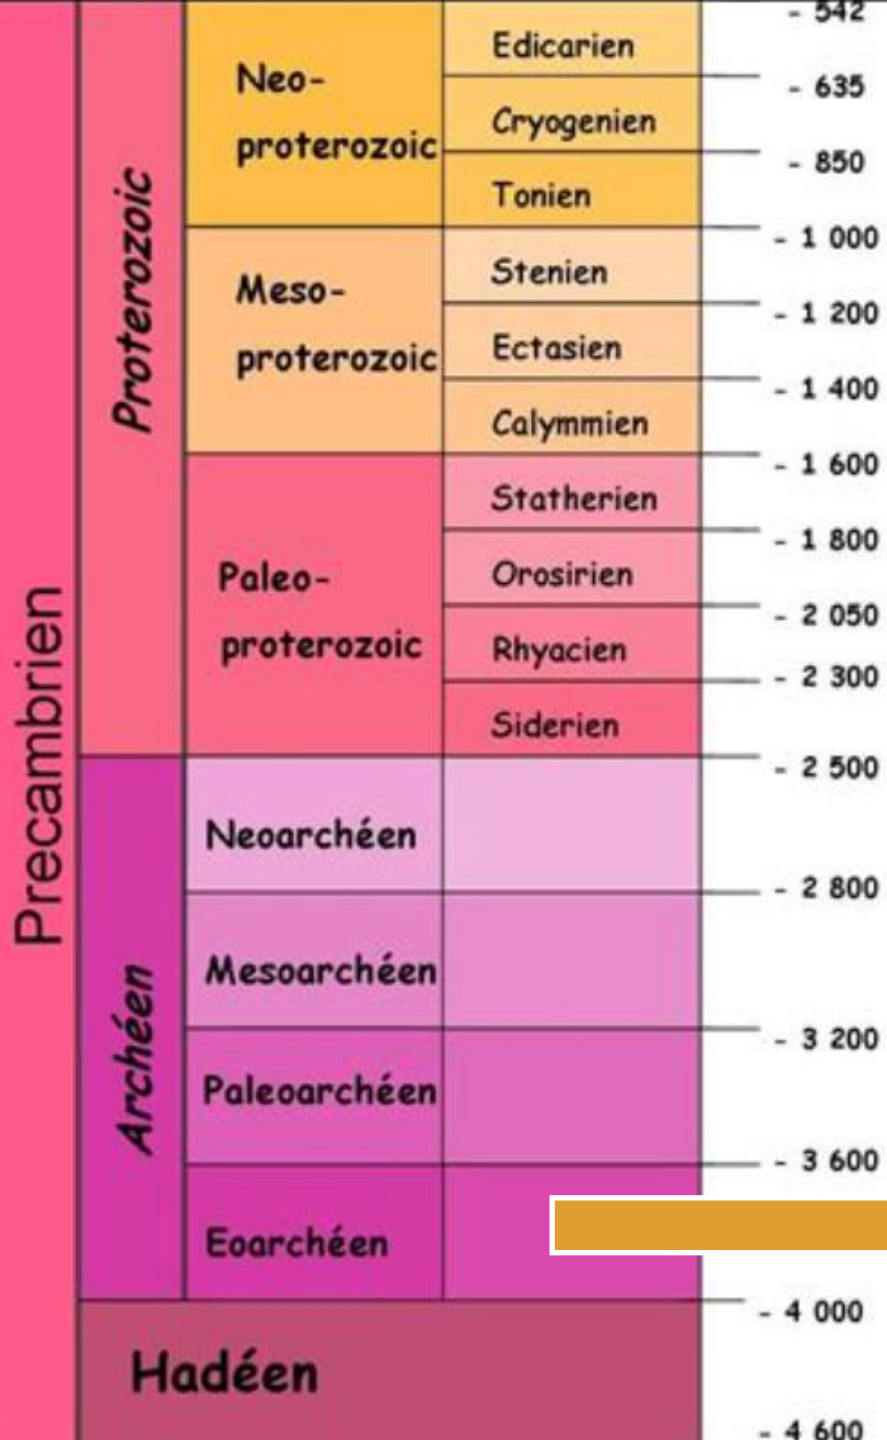 Precambrien
Proterozoic
Neo-
proterozoic
Edicarien
Cryogenien
Tonien
Meso-
proterozoic
Stenien
Ectasien
Calymmien
Paleo-
proterozoic
Statherien
Orosirien
Rhyacien
Siderien
Archéen
Neoarchéen
Mesoarchéen
Paleoarchéen
Eoarchéen
Hadéen
- 542
- 635
- 850
- 1 000
- 1 200
- 1 400
- 1 600
- 1 800
- 2 050
- 2 300
- 2 500
- 2 800
- 3 200
- 3 600
- 4 000
- 4 600